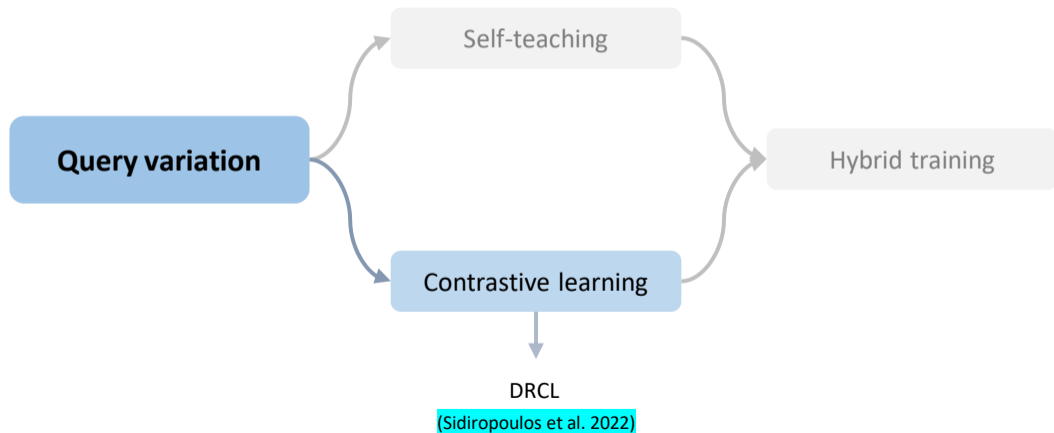 Self-teaching
Query variation
Hybrid training
Contrastive learning
DRCL
(Sidiropoulos et al. 2022)